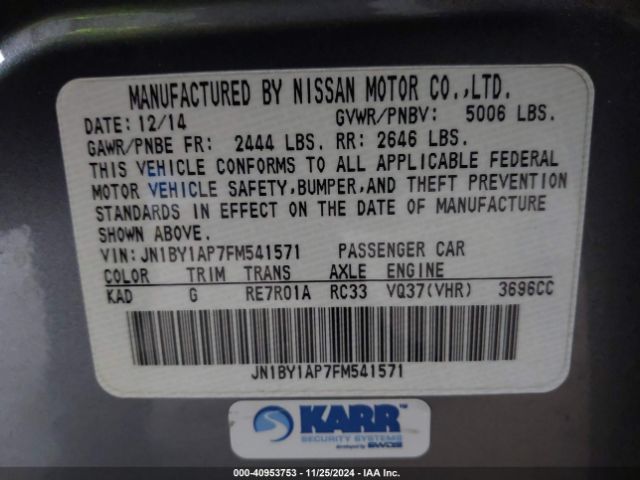 MANUFACTURED BY NISSAN MOTOR CO.,LTD.
DATE: 12/14 GVWR/PNBV: 5006 LBS.
GAWR/PNBE FR: 2444 LBS. RR: 2646 LBS.
THIS VEHICLE CONFORMS TO ALL APPLICABLE FEDERAL
MOTOR VEHICLE SAFETY,BUMPER,AND THEFT PREVENTION
STANDARDS IN EFFECT ON THE DATE OF MANUFACTURE
SHOWN ABOVE.
VIN:JN1BY1AP7FM541571 PASSENGER CAR
COLOR TRIM TRANS AXLE ENGINE
KAD G RE7R01A RC33 VQ37(VHR) 3696CC
JN1BY1AP7FM541571
KARR
SECURITY SYSTEMS
developed by SWDS
000-40953753 - 11/25/2024 - IAA Inc.